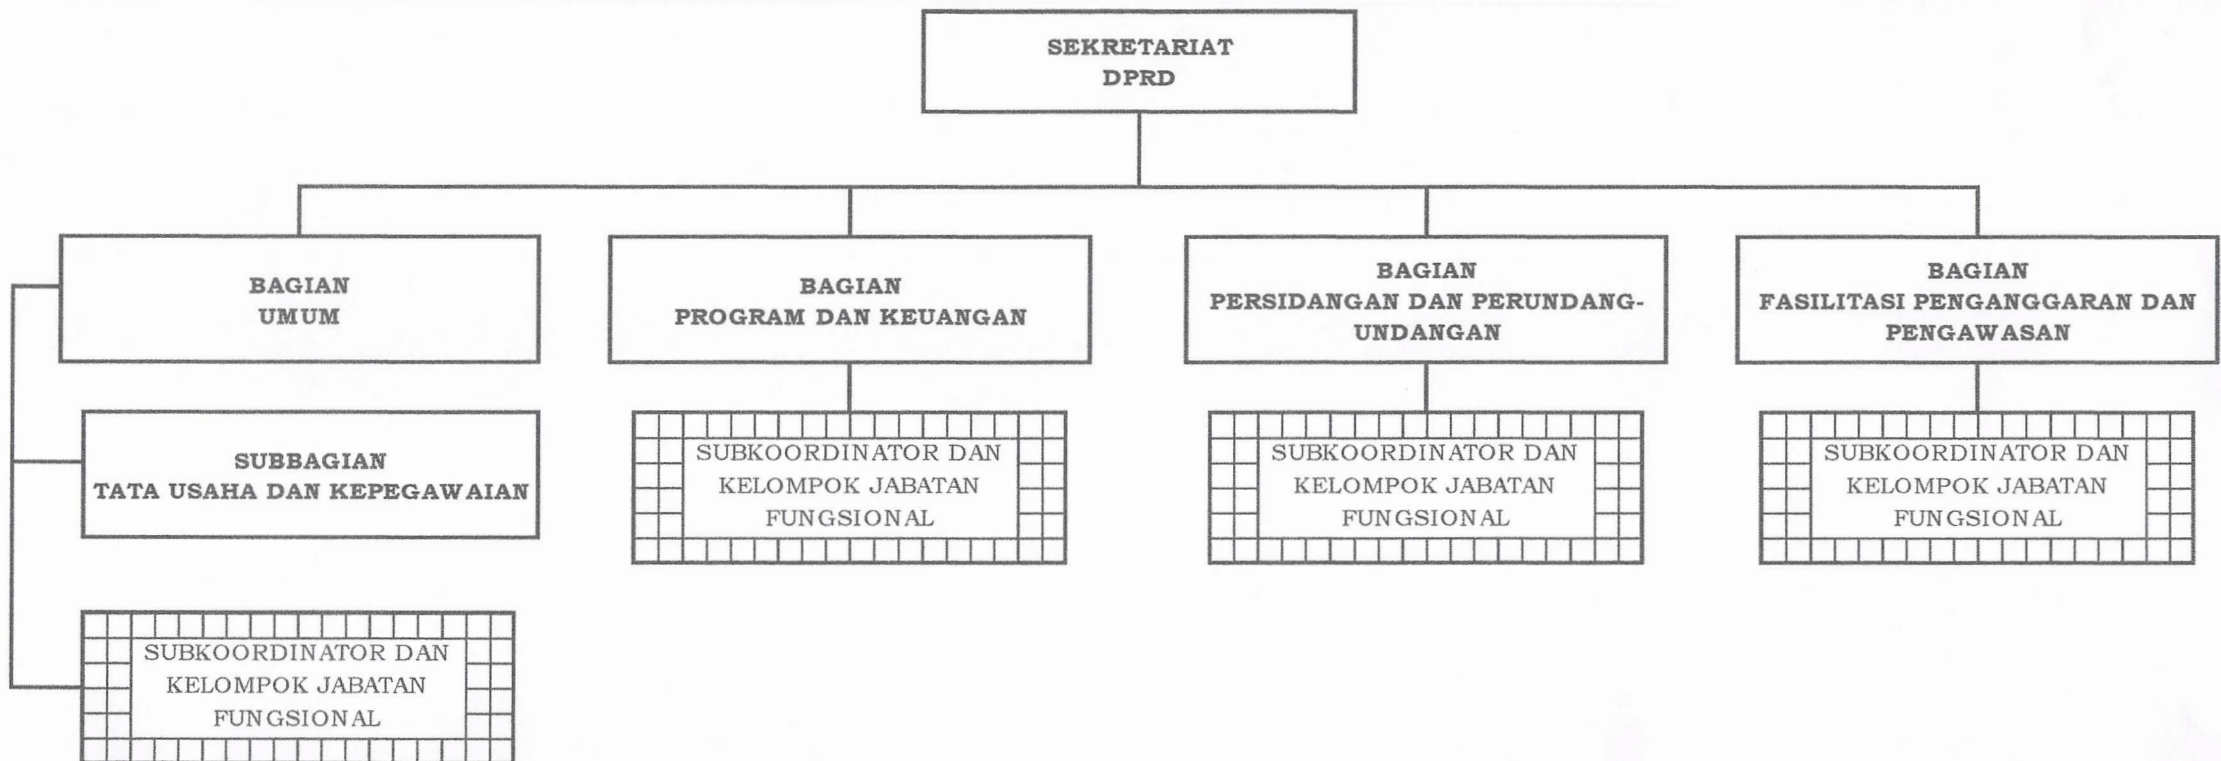 SEKRETARIAT
DPRD
BAGIAN
UMUM
BAGIAN
PROGRAM DAN KEUANGAN
BAGIAN
PERSIDANGAN DAN PERUNDANG-
UNDANGAN
BAGIAN
FASILITASI PENGANGGARAN DAN
PENGAWASAN
SUBBAGIAN
TATA USAHA DAN KEPEGAWAIAN
SUBKOORDINATOR DAN
KELOMPOK JABATAN
FUNGSIONAL
SUBKOORDINATOR DAN
KELOMPOK JABATAN
FUNGSIONAL
SUBKOORDINATOR DAN
KELOMPOK JABATAN
FUNGSIONAL
SUBKOORDINATOR DAN
KELOMPOK JABATAN
FUNGSIONAL